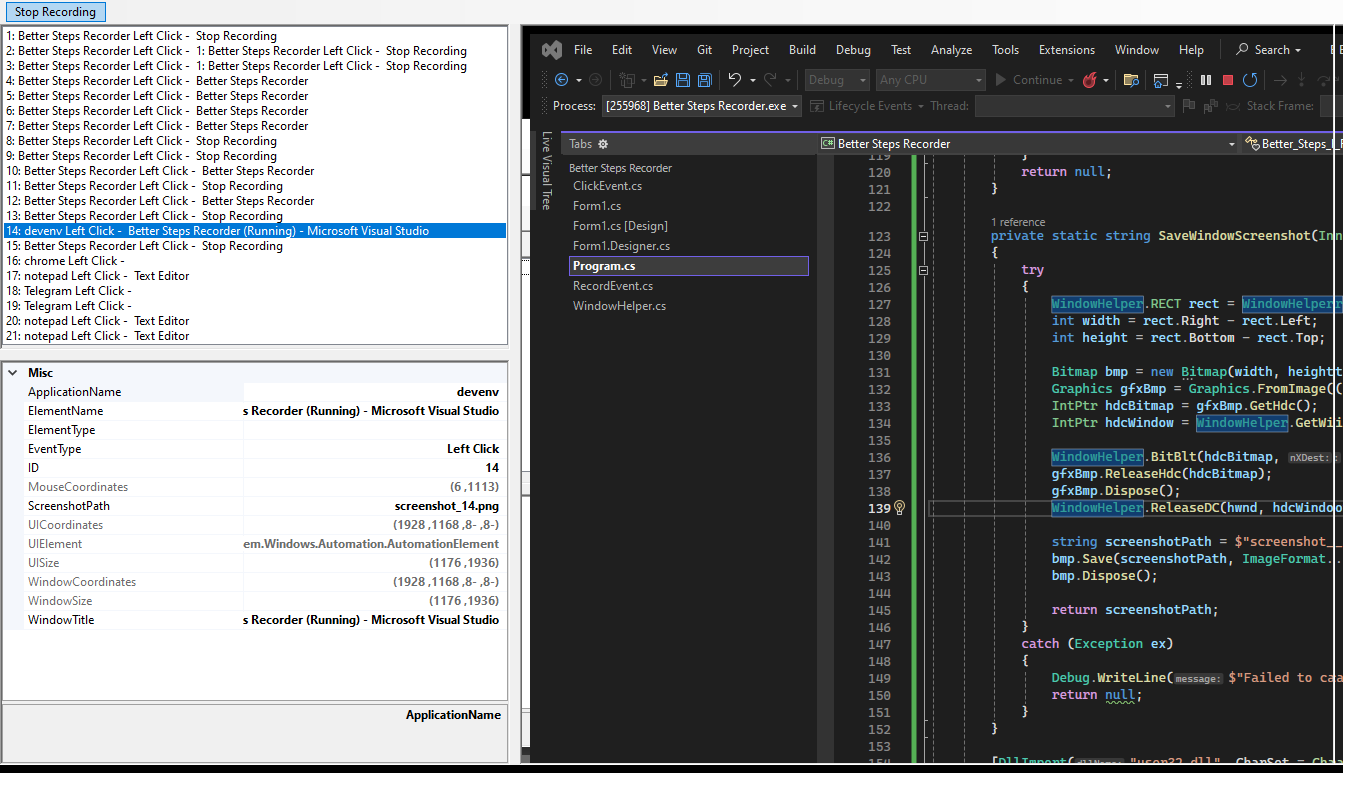 Stop Recording
1: Better Steps Recorder Left Click -  Stop Recording
2: Better Steps Recorder Left Click -  1: Better Steps Recorder Left Click -  Stop Recording
3: Better Steps Recorder Left Click -  1: Better Steps Recorder Left Click -  Stop Recording
4: Better Steps Recorder Left Click -  Better Steps Recorder
5: Better Steps Recorder Left Click -  Better Steps Recorder
6: Better Steps Recorder Left Click -  Better Steps Recorder
7: Better Steps Recorder Left Click -  Better Steps Recorder
8: Better Steps Recorder Left Click -  Stop Recording
9: Better Steps Recorder Left Click -  Stop Recording
10: Better Steps Recorder Left Click -  Better Steps Recorder
11: Better Steps Recorder Left Click -  Stop Recording
12: Better Steps Recorder Left Click -  Better Steps Recorder
13: Better Steps Recorder Left Click -  Stop Recording
14: devenv Left Click -  Better Steps Recorder (Running) - Microsoft Visual Studio
15: Better Steps Recorder Left Click -  Stop Recording
16: chrome Left Click -
17: notepad Left Click -  Text Editor
18: Telegram Left Click -
19: Telegram Left Click -
20: notepad Left Click -  Text Editor
21: notepad Left Click -  Text Editor
Misc
ApplicationName devenv
ElementName s Recorder (Running) - Microsoft Visual Studio
ElementType
EventType Left Click
ID 14
MouseCoordinates (6 ,1113)
ScreenshotPath screenshot_14.png
UICoordinates (1928 ,1168 ,8- ,8-)
UIElement em.Windows.Automation.AutomationElement
UISize (1176 ,1936)
WindowCoordinates (1928 ,1168 ,8- ,8-)
WindowSize (1176 ,1936)
WindowTitle s Recorder (Running) - Microsoft Visual Studio
ApplicationName
File Edit View Git Project Build Debug Test Analyze Tools Extensions Window Help Search
Debug Any CPU Continue
Process: [255968] Better Steps Recorder.exe Lifecycle Events Thread: Stack Frame:
Live Visual Tree
Tabs
Better Steps Recorder
ClickEvent.cs
Form1.cs
Form1.cs [Design]
Form1.Designer.cs
Program.cs
RecordEvent.cs
WindowHelper.cs
C# Better Steps Recorder Better_Steps_
119 }
120 return null;
121 }
122
1 reference
123 private static string SaveWindowScreenshot(In
124 {
125 try
126 {
127 WindowHelper.RECT rect = WindowHelper
128 int width = rect.Right - rect.Left;
129 int height = rect.Bottom - rect.Top;
130
131 Bitmap bmp = new Bitmap(width, heightt
132 Graphics gfxBmp = Graphics.FromImage((
133 IntPtr hdcBitmap = gfxBmp.GetHdc();
134 IntPtr hdcWindow = WindowHelper.GetWi
135
136 WindowHelper.BitBlt(hdcBitmap, nXDest:
137 gfxBmp.ReleaseHdc(hdcBitmap);
138 gfxBmp.Dispose();
139 WindowHelper.ReleaseDC(hwnd, hdcWindoo
140
141 string screenshotPath = $"screenshot__
142 bmp.Save(screenshotPath, ImageFormat..
143 bmp.Dispose();
144
145 return screenshotPath;
146 }
147 catch (Exception ex)
148 {
149 Debug.WriteLine(message: $"Failed to caa
150 return null;
151 }
152 }
153
154 [DllImport(dllName: "user32.dll", CharSet = Chaa